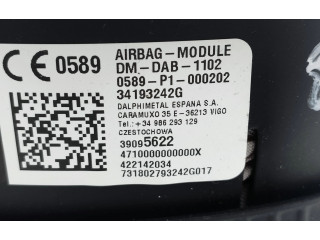 CE 0589
AIRBAG-MODULE
DM-DAB-1102
0589-P1-000202
34193242G
DALPHIMETAL ESPANA S.A.
CARAMUXO 35 E-36213 VIGO
Tel.:+34 986 293 129
CZESTOCHOWA
39095622
4710000000000X
422142034
731802793242G017